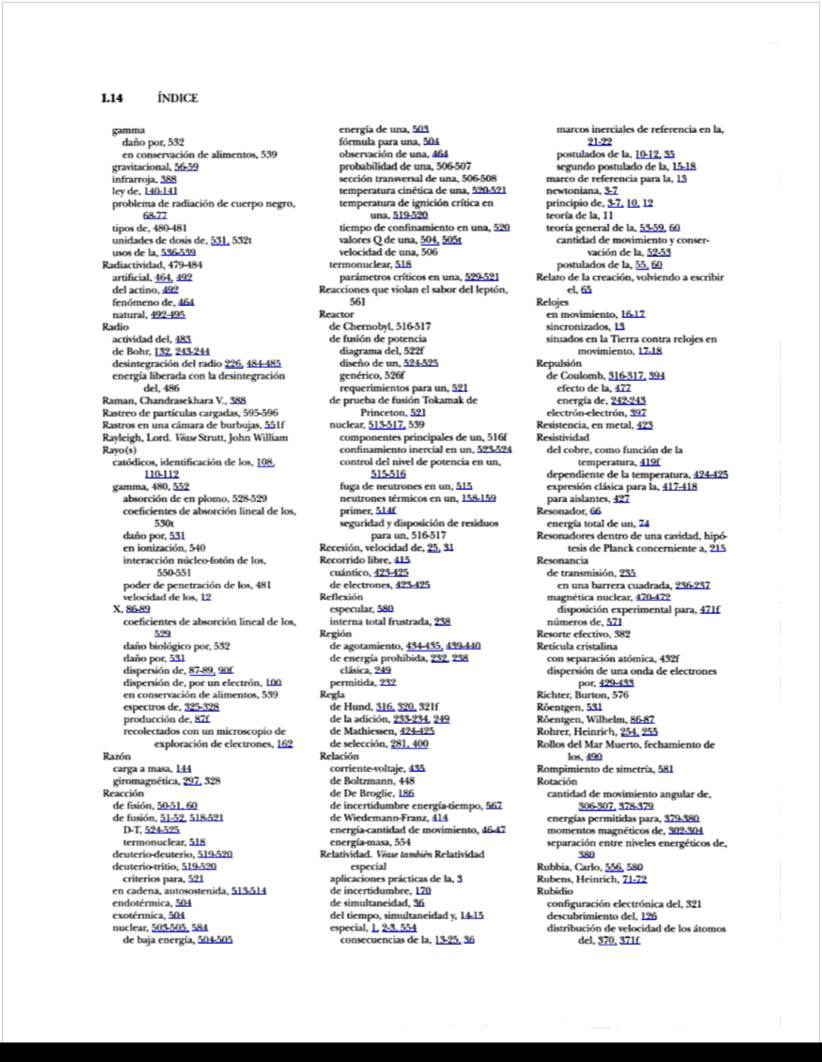 I.14 ÍNDICE
gamma
daño por, 532
en conservación de alimentos, 539
gravitacional, 56-59
infrarroja, 388
ley de, 140-141
problema de radiación de cuerpo negro,
68-77
tipos de, 480-481
unidades de dosis de, 531, 532t
usos de la, 536-539
Radiactividad, 479-484
artificial, 464, 492
del actino, 492
fenómeno de, 464
natural, 492-495
Radio
actividad del, 483
de Bohr, 132, 243-244
desintegración del radio 226, 484-485
energía liberada con la desintegración
del, 486
Raman, Chandrasekhara V., 388
Rastreo de partículas cargadas, 595-596
Rastros en una cámara de burbujas, 551f
Rayleigh, Lord. Véase Strutt, John William
Rayo(s)
catódicos, identificación de los, 108,
110-112
gamma, 480, 552
absorción de en plomo, 528-529
coeficientes de absorción lineal de los,
530t
daño por, 531
en ionización, 540
interacción núcleo-fotón de los,
550-551
poder de penetración de los, 481
velocidad de los, 12
X, 86-89
coeficientes de absorción lineal de los,
529
daño biológico por, 532
daño por, 531
dispersión de, 87-89, 90f
dispersión de, por un electrón, 100
en conservación de alimentos, 539
espectros de, 325-328
producción de, 87f
recolectados con un microscopio de
exploración de electrones, 162
Razón
carga a masa, 144
giromagnética, 297, 328
Reacción
de fisión, 50-51, 60
de fusión, 51-52, 518-521
D-T, 524-525
termonuclear, 518
deuterio-deuterio, 519-520
deuterio-tritio, 519-520
criterios para, 521
en cadena, autosostenida, 513-514
endotérmica, 504
exotérmica, 504
nuclear, 503-505, 584
de baja energía, 504-505
energía de una, 503
fórmula para una, 504
observación de una, 464
probabilidad de una, 506-507
sección transversal de una, 506-508
temperatura cinética de una, 520-521
temperatura de ignición crítica en
una, 519-520
tiempo de confinamiento en una, 520
valores Q de una, 504, 505t
velocidad de una, 506
termonuclear, 518
parámetros críticos en una, 529-521
Reacciones que violan el sabor del leptón,
561
Reactor
de Chernobyl, 516-517
de fusión de potencia
diagrama del, 522f
diseño de un, 524-525
genérico, 526f
requerimientos para un, 521
de prueba de fusión Tokamak de
Princeton, 521
nuclear, 513-517, 539
componentes principales de un, 516f
confinamiento inercial en un, 523-524
control del nivel de potencia en un,
515-516
fuga de neutrones en un, 515
neutrones térmicos en un, 158-159
primer, 514f
seguridad y disposición de residuos
para un, 516-517
Recesión, velocidad de, 25, 31
Recorrido libre, 415
cuántico, 423-425
de electrones, 423-425
Reflexión
especular, 580
interna total frustrada, 238
Región
de agotamiento, 434-435, 439-440
de energía prohibida, 232, 238
clásica, 249
permitida, 232
Regla
de Hund, 316, 320, 321f
de la adición, 233-234, 249
de Mathiessen, 424-425
de selección, 281, 400
Relación
corriente-voltaje, 435
de Boltzmann, 448
de De Broglie, 186
de incertidumbre energía-tiempo, 567
de Wiedemann-Franz, 414
energía-cantidad de movimiento, 46-47
energía-masa, 554
Relatividad. Véase también Relatividad
especial
aplicaciones prácticas de la, 3
de incertidumbre, 170
de simultaneidad, 36
del tiempo, simultaneidad y, 14-15
especial, 1, 2-3, 554
consecuencias de la, 13-25, 36
marcos inerciales de referencia en la,
21-22
postulados de la, 10-12, 35
segundo postulado de la, 15-18
marco de referencia para la, 13
newtoniana, 3-7
principio de, 3-7, 10, 12
teoría de la, 11
teoría general de la, 53-59, 60
cantidad de movimiento y conser-
vación de la, 52-53
postulados de la, 55, 60
Relato de la creación, volviendo a escribir
el, 65
Relojes
en movimiento, 16-17
sincronizados, 13
situados en la Tierra contra relojes en
movimiento, 17-18
Repulsión
de Coulomb, 316-317, 394
efecto de la, 477
energía de, 242-243
electrón-electrón, 397
Resistencia, en metal, 423
Resistividad
del cobre, como función de la
temperatura, 419f
dependiente de la temperatura, 424-425
expresión clásica para la, 417-418
para aislantes, 427
Resonador, 66
energía total de un, 74
Resonadores dentro de una cavidad, hipó-
tesis de Planck concerniente a, 215
Resonancia
de transmisión, 235
en una barrera cuadrada, 236-237
magnética nuclear, 470-472
disposición experimental para, 471f
números de, 571
Resorte efectivo, 382
Retícula cristalina
con separación atómica, 432f
dispersión de una onda de electrones
por, 429-433
Richter, Burton, 576
Röentgen, 531
Röentgen, Wilhelm, 86-87
Rohrer, Heinrich, 254, 255
Rollos del Mar Muerto, fechamiento de
los, 490
Rompimiento de simetría, 581
Rotación
cantidad de movimiento angular de,
306-307, 378-379
energías permitidas para, 379-380
momentos magnéticos de, 302-304
separación entre niveles energéticos de,
380
Rubbia, Carlo, 556, 580
Rubens, Heinrich, 71-72
Rubidio
configuración electrónica del, 321
descubrimiento del, 126
distribución de velocidad de los átomos
del, 370, 371f